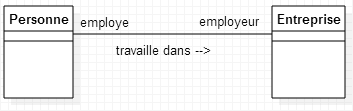 Personne
employe
employeur
Entreprise
travaille dans -->